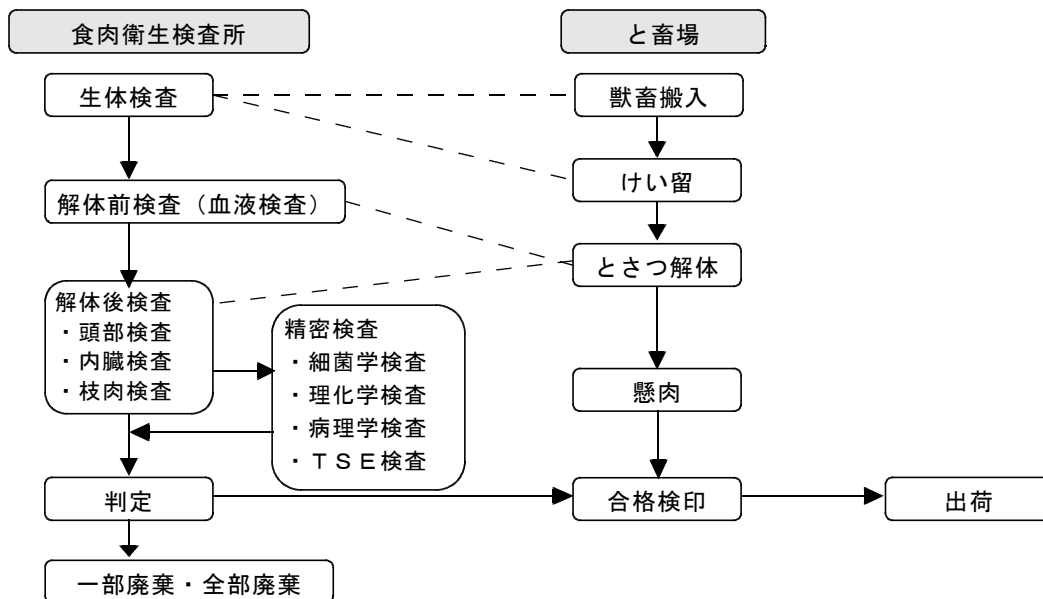 食肉衛生検査所
と畜場
生体検査
獣畜搬入
けい留
解体前検査（血液検査）
とさつ解体
解体後検査
・頭部検査
・内臓検査
・枝肉検査
精密検査
・細菌学検査
・理化学検査
・病理学検査
・ＴＳＥ検査
懸肉
判定
合格検印
出荷
一部廃棄・全部廃棄